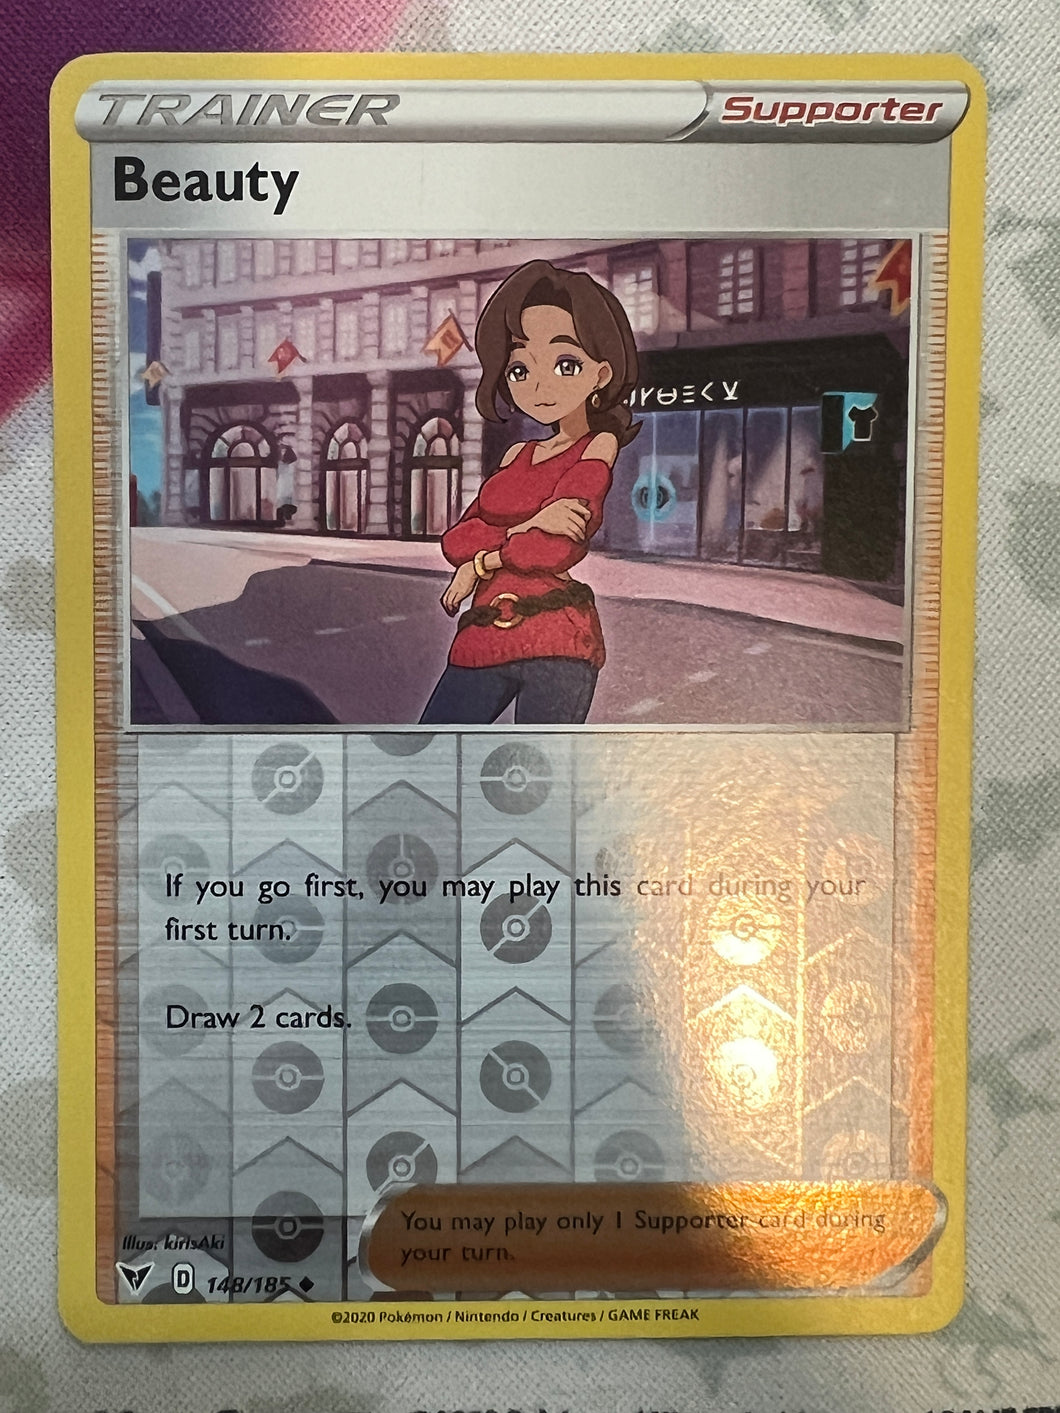 TRAINER
Supporter
Beauty
If you go first, you may play this card during your
first turn.
Draw 2 cards.
You may play only 1 Supporter card during
your turn.
Illus. kirisAki
D 148/185
©2020 Pokémon / Nintendo / Creatures / GAME FREAK